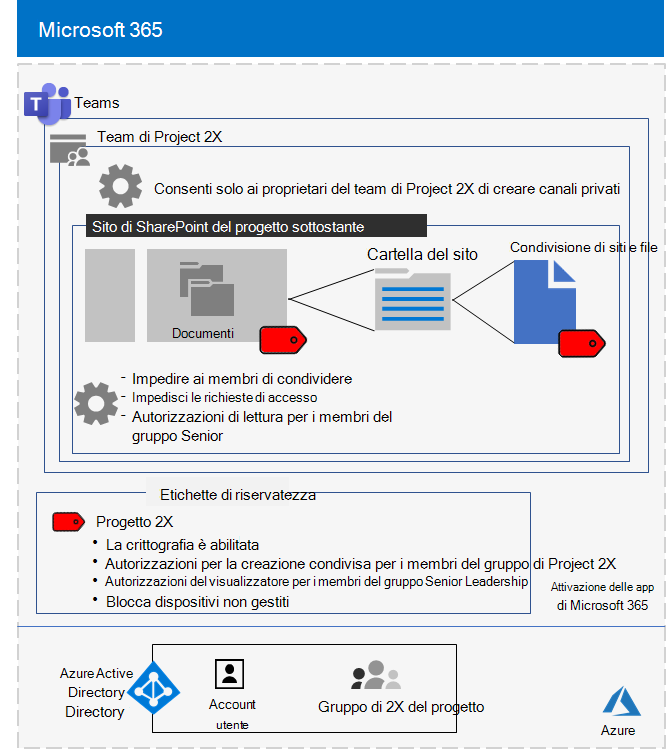 Microsoft 365
Teams
Team di Project 2X
Consenti solo ai proprietari del team di Project 2X di creare canali privati
Sito di SharePoint del progetto sottostante
Cartella del sito
Condivisione di siti e file
Documenti
- Impedire ai membri di condividere
- Impedisci le richieste di accesso
- Autorizzazioni di lettura per i membri del
gruppo Senior
Etichette di riservatezza
Progetto 2X
• La crittografia è abilitata
• Autorizzazioni per la creazione condivisa per i membri del gruppo di Project 2X
• Autorizzazioni del visualizzatore per i membri del gruppo Senior Leadership
• Blocca dispositivi non gestiti
Attivazione delle app
di Microsoft 365
Azure Active
Directory
Directory
Account
utente
Gruppo di 2X del progetto
Azure